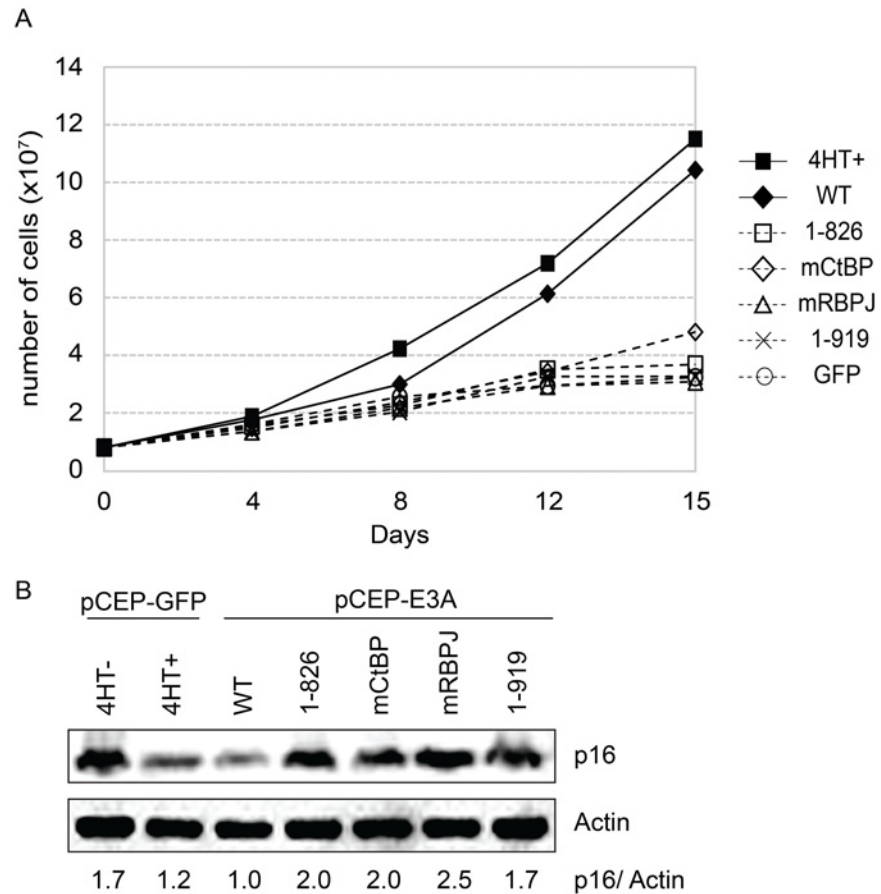 A
number of cells (x10⁷)
14
12
10
8
6
4
2
0
0 4 8 12 15
Days
4HT+
WT
1-826
mCtBP
mRBPJ
1-919
GFP
B
pCEP-GFP pCEP-E3A
4HT- 4HT+ WT 1-826 mCtBP mRBPJ 1-919
p16
Actin
1.7 1.2 1.0 2.0 2.0 2.5 1.7 p16/ Actin